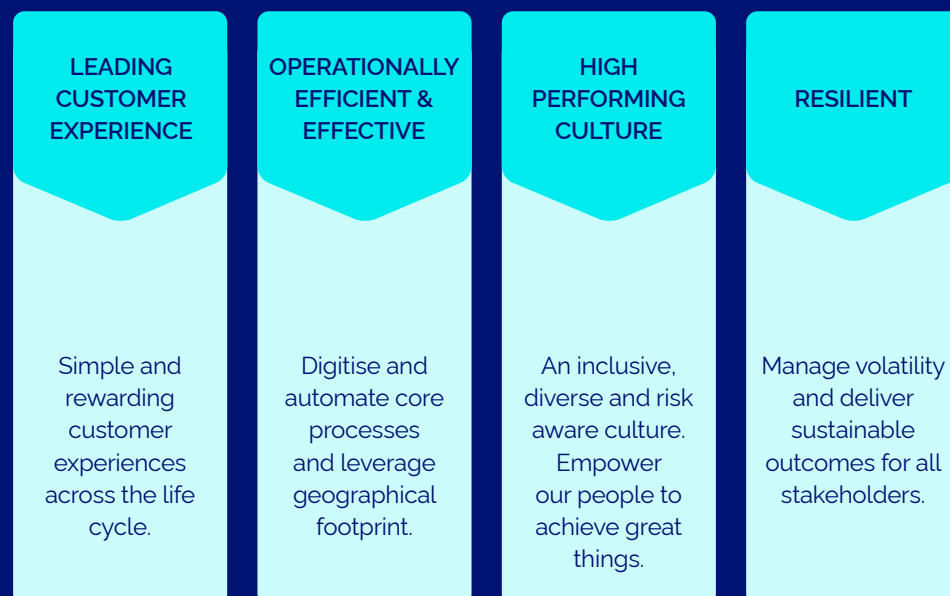 LEADING
CUSTOMER
EXPERIENCE
Simple and
rewarding
customer
experiences
across the life
cycle.
OPERATIONALLY
EFFICIENT &
EFFECTIVE
Digitise and
automate core
processes
and leverage
geographical
footprint.
HIGH
PERFORMING
CULTURE
An inclusive,
diverse and risk
aware culture.
Empower
our people to
achieve great
things.
RESILIENT
Manage volatility
and deliver
sustainable
outcomes for all
stakeholders.